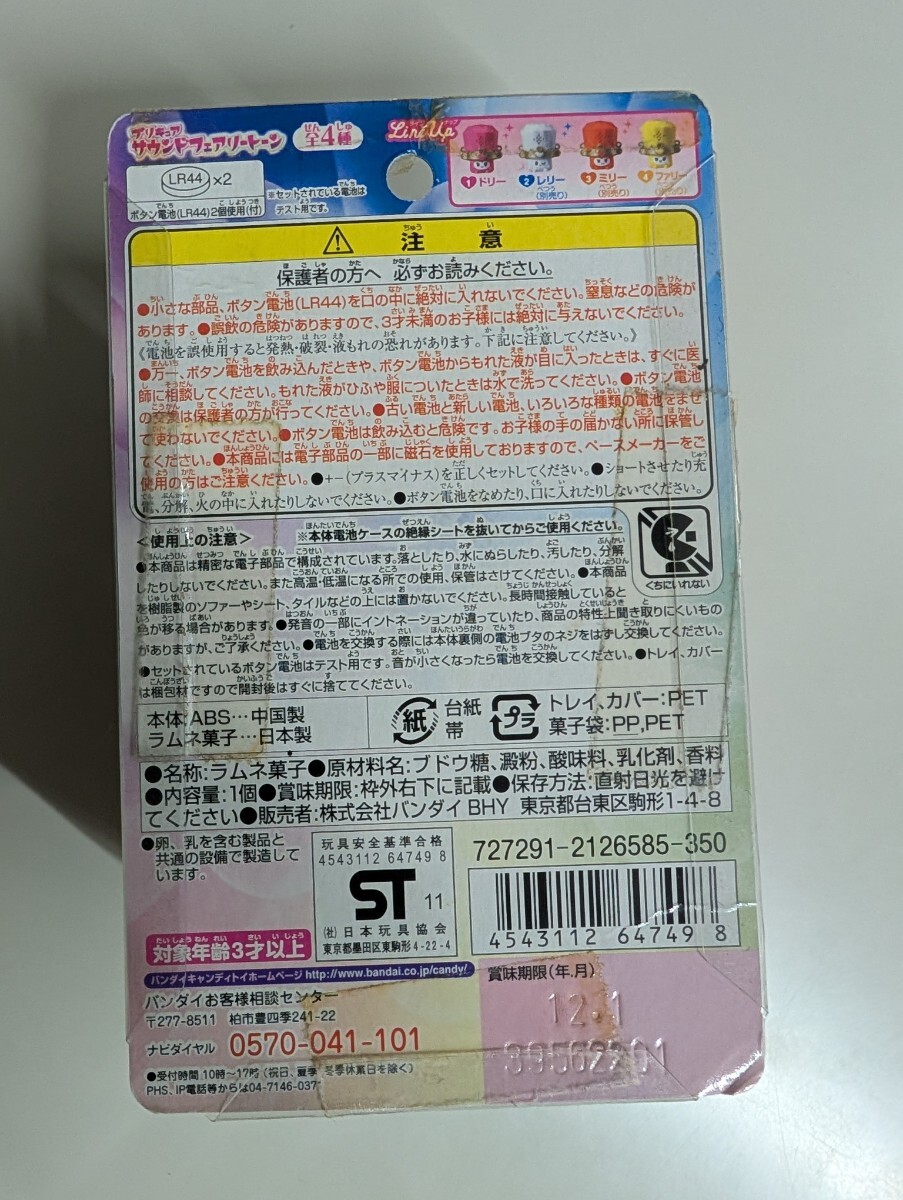 プリキュア
サウンドフェアリートーン
全4種
Line Up
1 ドリー
2 レリー (別売り)
3 ミリー (別売り)
4 ファリー
LR44 ×2
ボタン電池(LR44)2個使用(付)
※セットされている電池は
テスト用です。
注意
保護者の方へ 必ずお読みください。
●小さな部品、ボタン電池(LR44)を口の中に絶対に入れないでください。窒息などの危険が
あります。●誤飲の危険がありますので、3才未満のお子様には絶対に与えないでください。
《電池を誤使用すると発熱・破裂・液もれの恐れがあります。下記に注意してください。》
●万一、ボタン電池を飲み込んだときや、ボタン電池からもれた液が目に入ったときは、すぐに医
師に相談してください。もれた液がひふや服についたときは水で洗ってください。●ボタン電池
の交換は保護者の方が行ってください。●古い電池と新しい電池、いろいろな種類の電池をまぜ
て使わないでください。●ボタン電池は飲み込むと危険です。お子様の手の届かない所に保管し
てください。●本商品には電子部品の一部に磁石を使用しておりますので、ペースメーカーをご
使用の方はご注意ください。●+−(プラスマイナス)を正しくセットしてください。●ショートさせたり充
電、分解、火の中に入れたりしないでください。●ボタン電池をなめたり、口に入れたりしないでください。
<使用上の注意>
※本体電池ケースの絶縁シートを抜いてからご使用ください。
●本商品は精密な電子部品で構成されています。落としたり、水にぬらしたり、汚したり、分解
したりしないでください。また高温・低温になる所での使用、保管はさけてください。●本商品
を樹脂製のソファーやシート、タイルなどの上には置かないでください。長時間接触していると
色が移る場合があります。●発音の一部にイントネーションが違っていたり、商品の特性上聞き取りにくいもの
がありますが、ご了承ください。●電池を交換する際には本体裏側の電池ブタのネジをはずし交換してください。
●セットされているボタン電池はテスト用です。音が小さくなったら電池を交換してください。●トレイ、カバー
は梱包材ですので開封後はすぐに捨ててください。
くちにいれない
本体:ABS…中国製
ラムネ菓子…日本製
紙
台紙
帯
プラ
トレイ、カバー:PET
菓子袋:PP,PET
●名称:ラムネ菓子●原材料名:ブドウ糖、澱粉、酸味料、乳化剤、香料
●内容量:1個●賞味期限:枠外右下に記載●保存方法:直射日光を避け
てください●販売者:株式会社バンダイ BHY 東京都台東区駒形1-4-8
●卵、乳を含む製品と
共通の設備で製造して
います。
玩具安全基準合格
4543112 64749 8
ST 11
(社)日本玩具協会
東京都墨田区東駒形4-22-4
727291-2126585-350
4543112 647498
対象年齢3才以上
バンダイキャンディトイホームページ http://www.bandai.co.jp/candy/
バンダイお客様相談センター
〒277-8511 柏市豊四季241-22
ナビダイヤル 0570-041-101
●受付時間 10時〜17時(祝日、夏季、冬季休業日を除く)
PHS、IP電話等からは04-7146-037
賞味期限(年.月)
12.1
39562201